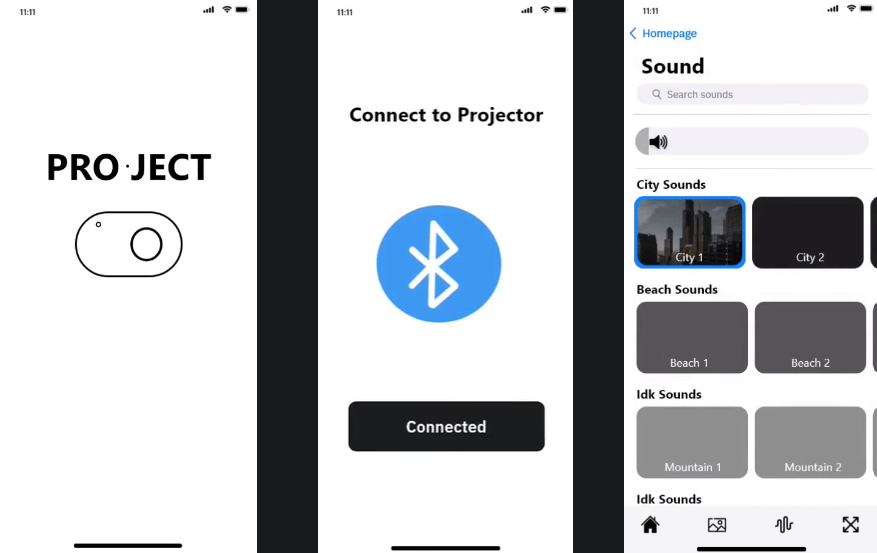 11:11
PRO·JECT
11:11
Connect to Projector
Connected
11:11
Homepage
Sound
Search sounds
City Sounds
City 1
City 2
Beach Sounds
Beach 1
Beach 2
Idk Sounds
Mountain 1
Mountain 2
Idk Sounds